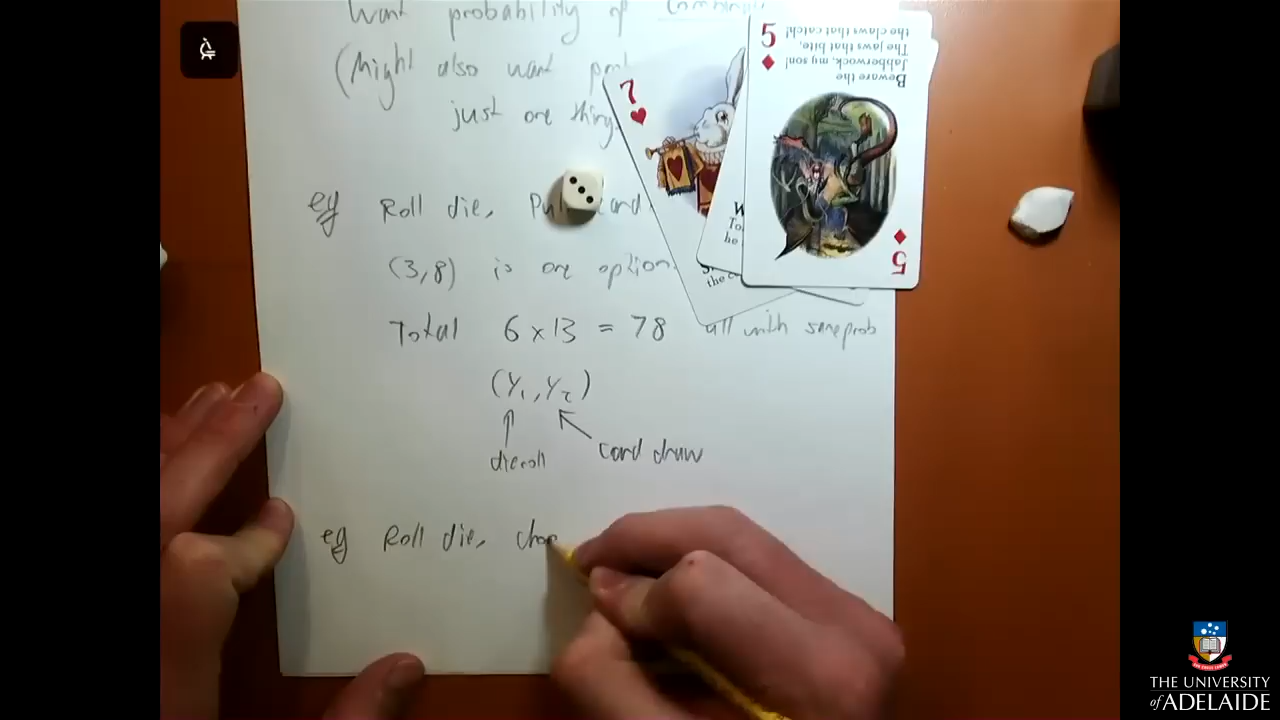 Want probability of
(Might also want
just one thing
eg Roll die, Pull card.
(3,8) is one option.
Total 6 x 13 = 78 all with same prob
(Y1, Y2)
die roll
card draw
eg Roll die, choo
7
5
Beware the
Jabberwock, my son!
The jaws that bite,
the claws that catch!
5
THE UNIVERSITY
of ADELAIDE